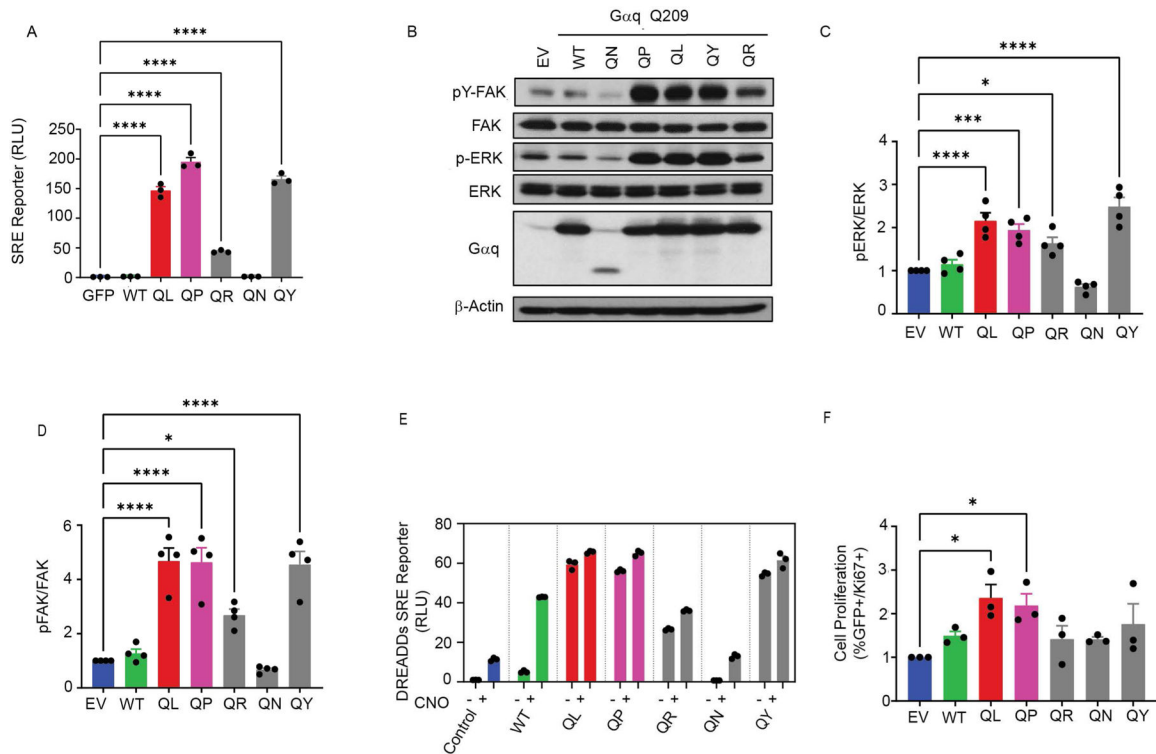 A
****
****
****
****
SRE Reporter (RLU)
250
200
150
100
50
0
GFP WT QL QP QR QN QY
B
Gαq Q209
EV WT QN QP QL QY QR
pY-FAK
FAK
p-ERK
ERK
Gαq
β-Actin
C
****
*
***
****
pERK/ERK
4
3
2
1
0
EV WT QL QP QR QN QY
D
****
*
****
****
pFAK/FAK
6
4
2
0
EV WT QL QP QR QN QY
E
DREADDs SRE Reporter
(RLU)
80
60
40
20
0
CNO - + - + - + - + - + - + - +
Control WT QL QP QR QN QY
F
*
*
Cell Proliferation
(%GFP+/Ki67+)
4
3
2
1
0
EV WT QL QP QR QN QY